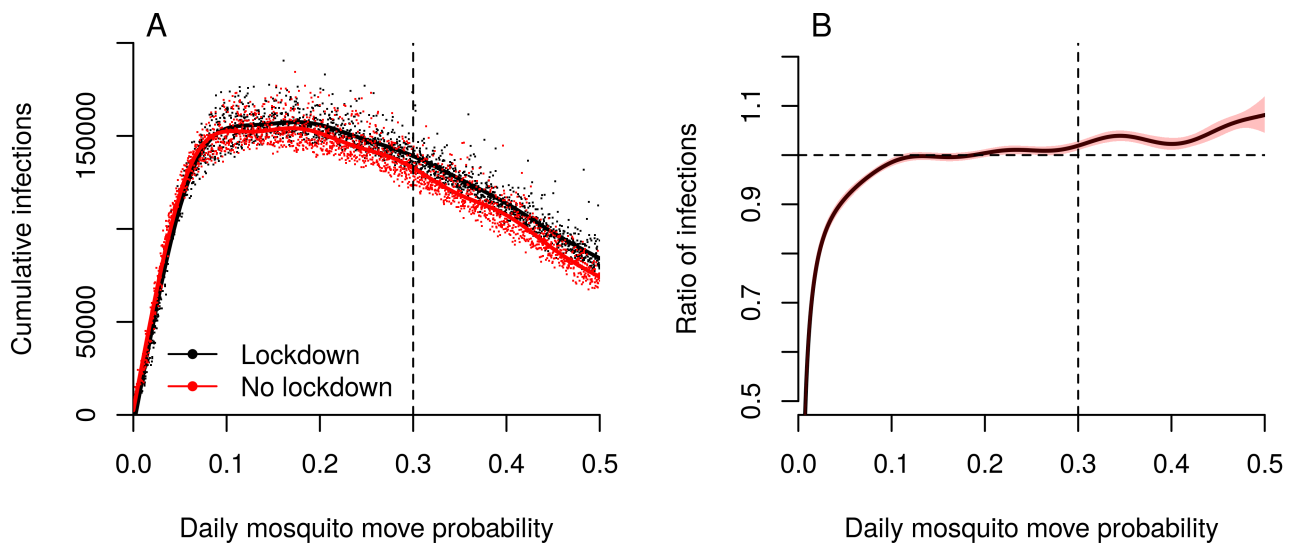 A
Cumulative infections
0
50000
150000
Lockdown
No lockdown
0.0 0.1 0.2 0.3 0.4 0.5
Daily mosquito move probability
B
Ratio of infections
0.5
0.7
0.9
1.1
0.0 0.1 0.2 0.3 0.4 0.5
Daily mosquito move probability